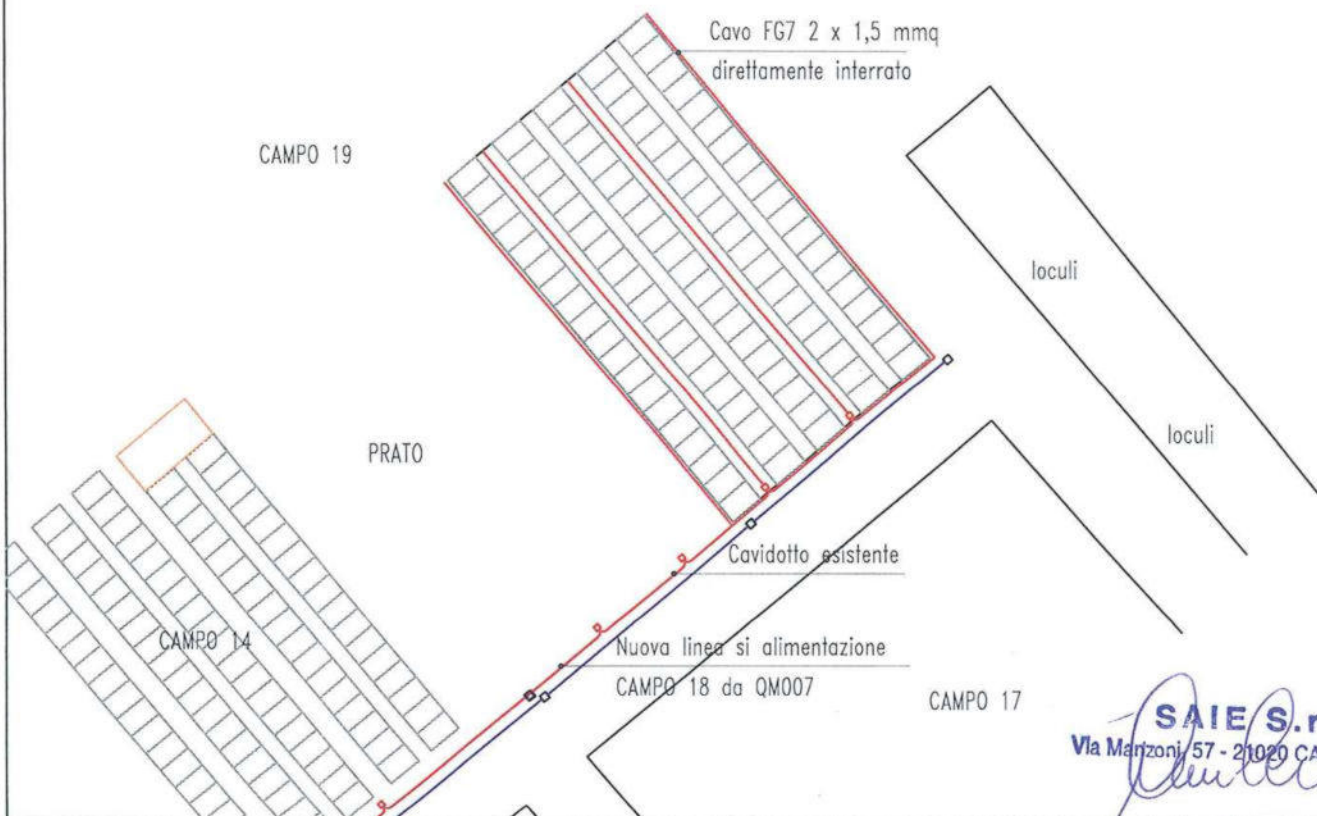 Cavo FG7 2 x 1,5 mmq
direttamente interrato
CAMPO 19
loculi
loculi
PRATO
Cavidotto esistente
CAMPO 14
Nuova linea si alimentazione
CAMPO 18 da QM007
CAMPO 17
SAIE S.r
Via Manzoni, 57 - 21020 CA